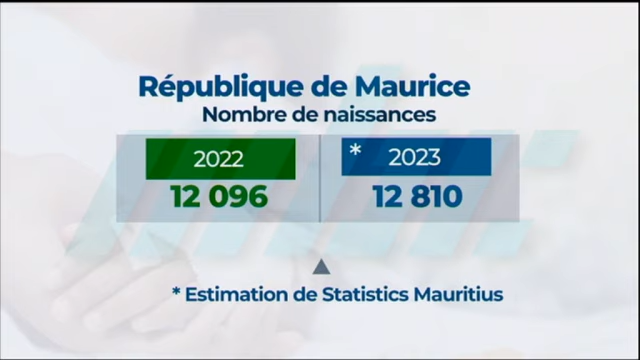 République de Maurice
Nombre de naissances
2022
* 2023
12 096
12 810
* Estimation de Statistics Mauritius